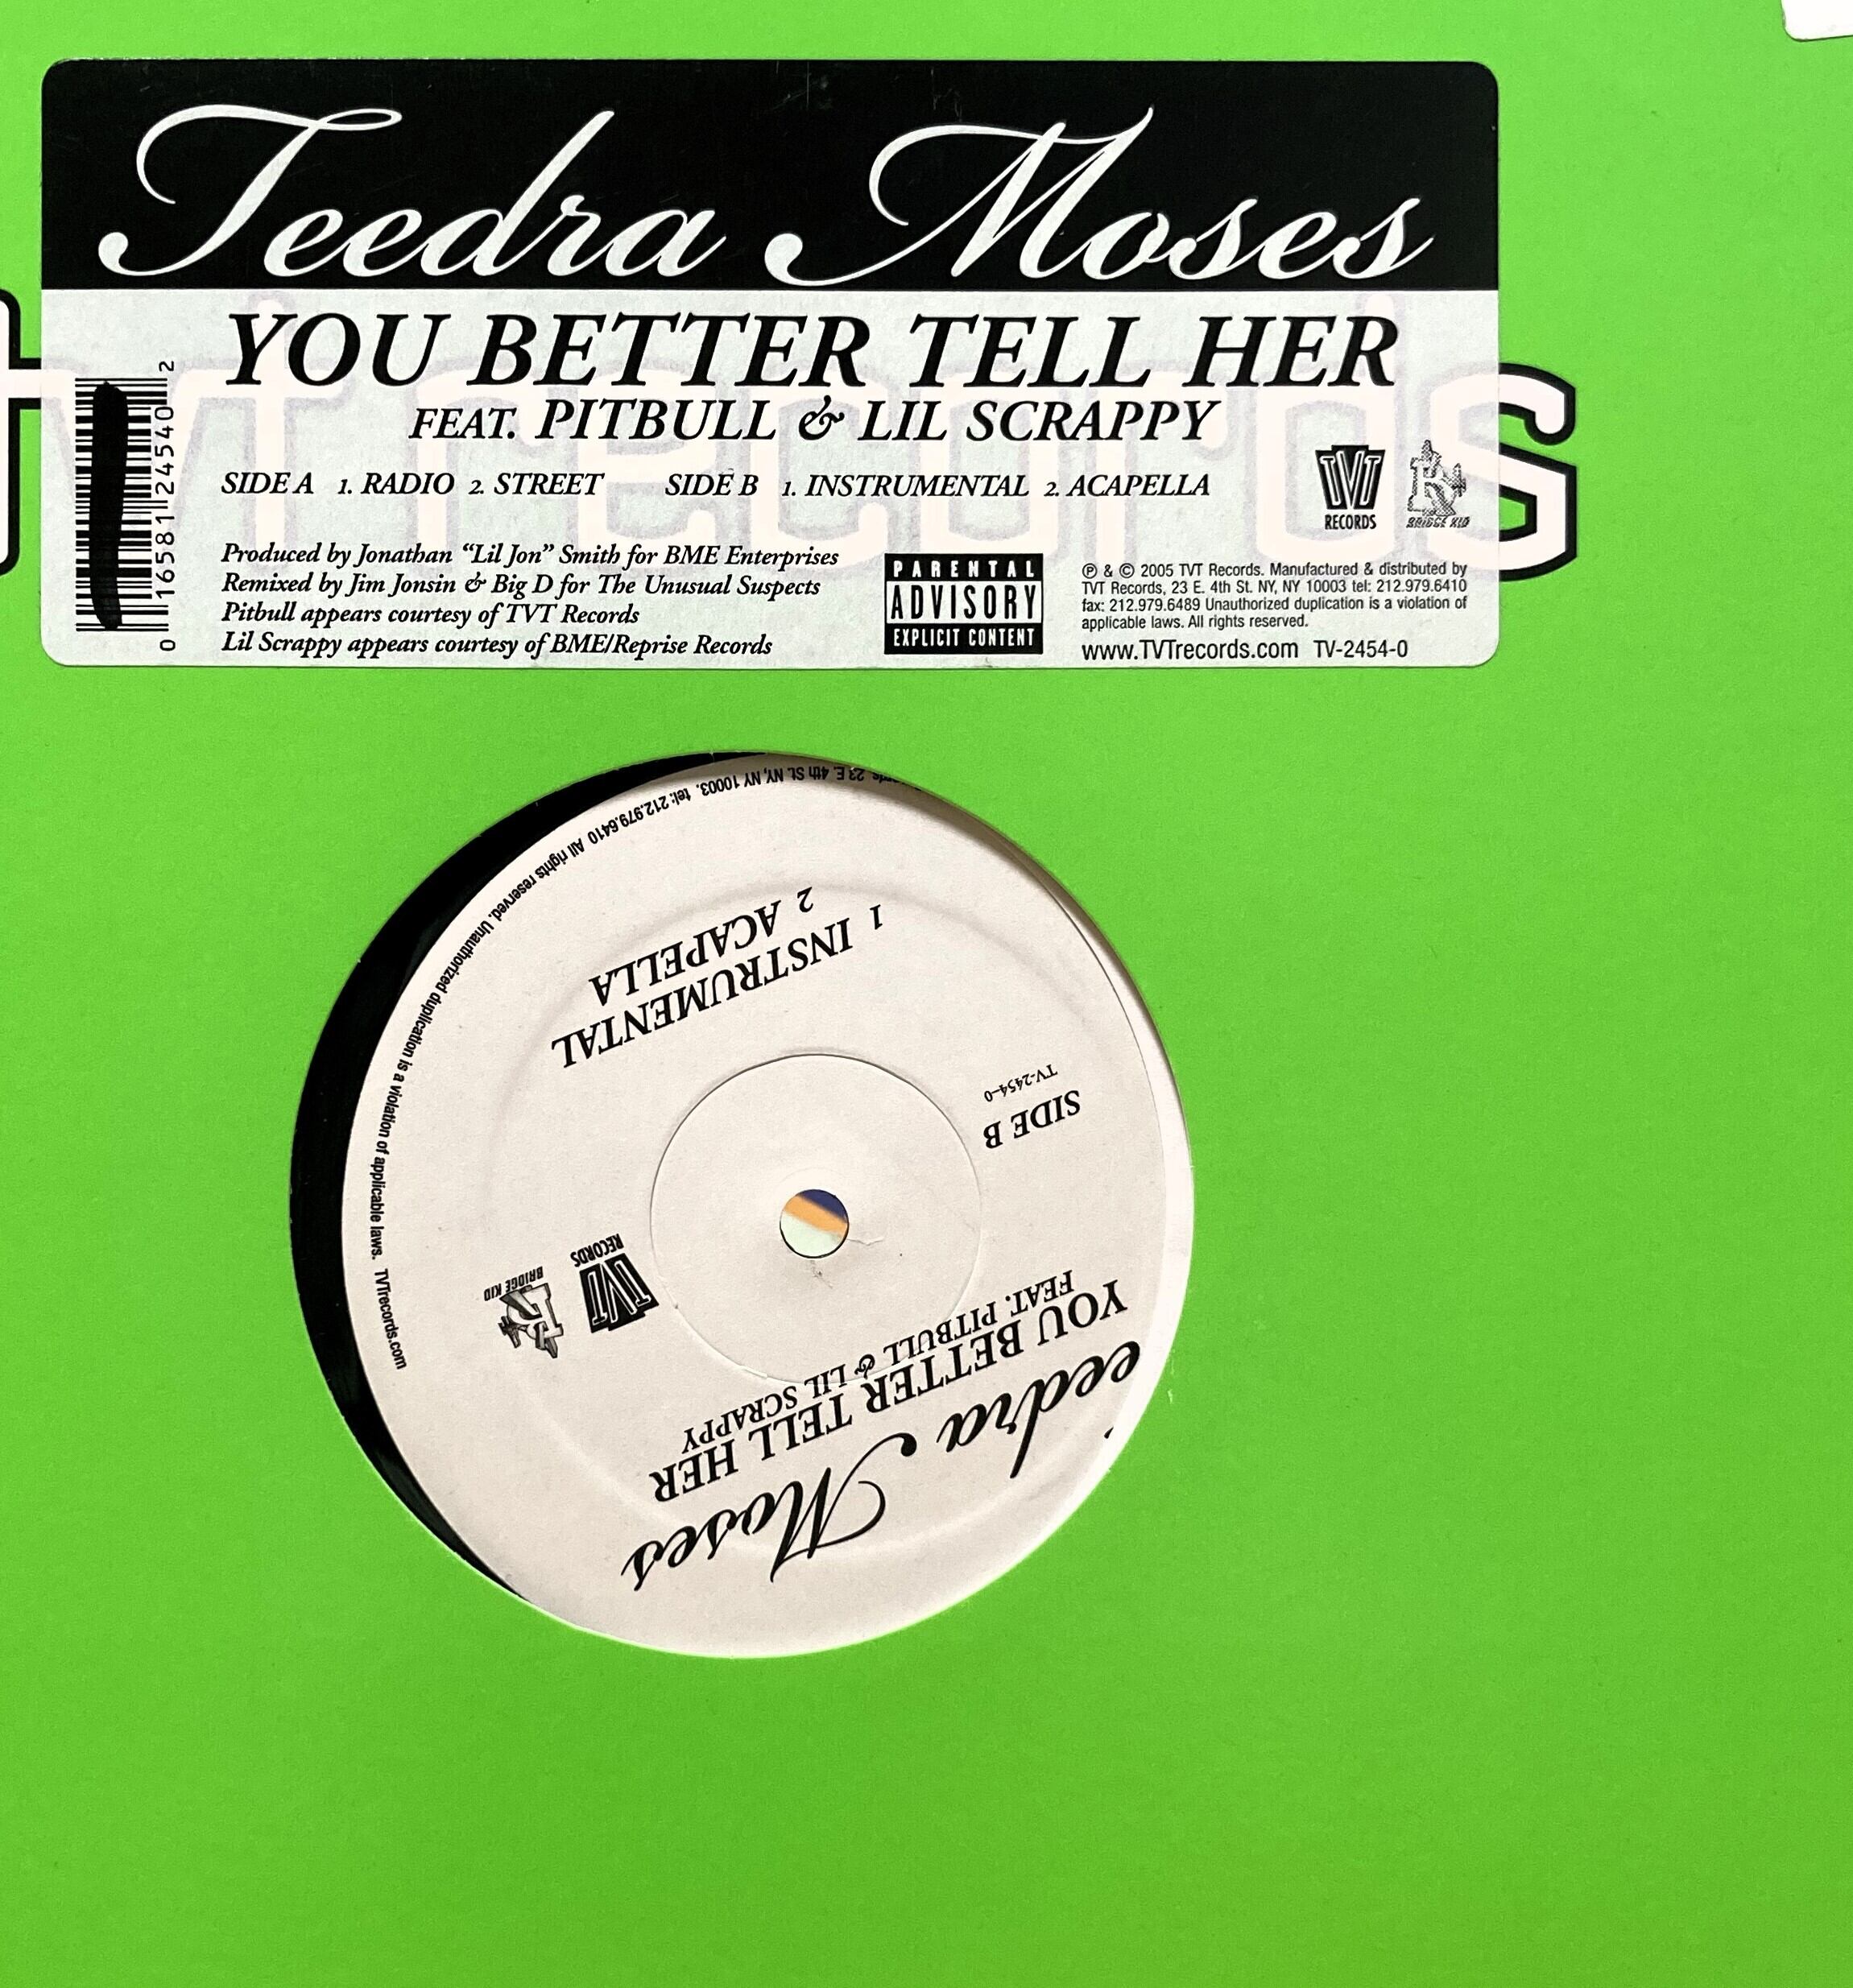 Teedra Moses
YOU BETTER TELL HER
FEAT. PITBULL & LIL SCRAPPY
SIDE A 1. RADIO 2. STREET SIDE B 1. INSTRUMENTAL 2. ACAPELLA
TVT
RECORDS
BRIDGE KID
0 16581 24540 2
Produced by Jonathan “Lil Jon” Smith for BME Enterprises
Remixed by Jim Jonsin & Big D for The Unusual Suspects
Pitbull appears courtesy of TVT Records
Lil Scrappy appears courtesy of BME/Reprise Records
PARENTAL
ADVISORY
EXPLICIT CONTENT
℗ & © 2005 TVT Records. Manufactured & distributed by
TVT Records, 23 E. 4th St. NY, NY 10003 tel: 212.979.6410
fax: 212.979.6489 Unauthorized duplication is a violation of
applicable laws. All rights reserved.
www.TVTrecords.com TV-2454-0
tvt records
eedra Moses
YOU BETTER TELL HER
FEAT. PITBULL & LIL SCRAPPY
TVT
RECORDS
BRIDGE KID
SIDE B
TV-2454-0
1 INSTRUMENTAL
2 ACAPELLA
23 E. 4th St. NY, NY 10003. tel: 212.979.6410 All rights reserved. Unauthorized duplication is a violation of applicable laws. TVTrecords.com